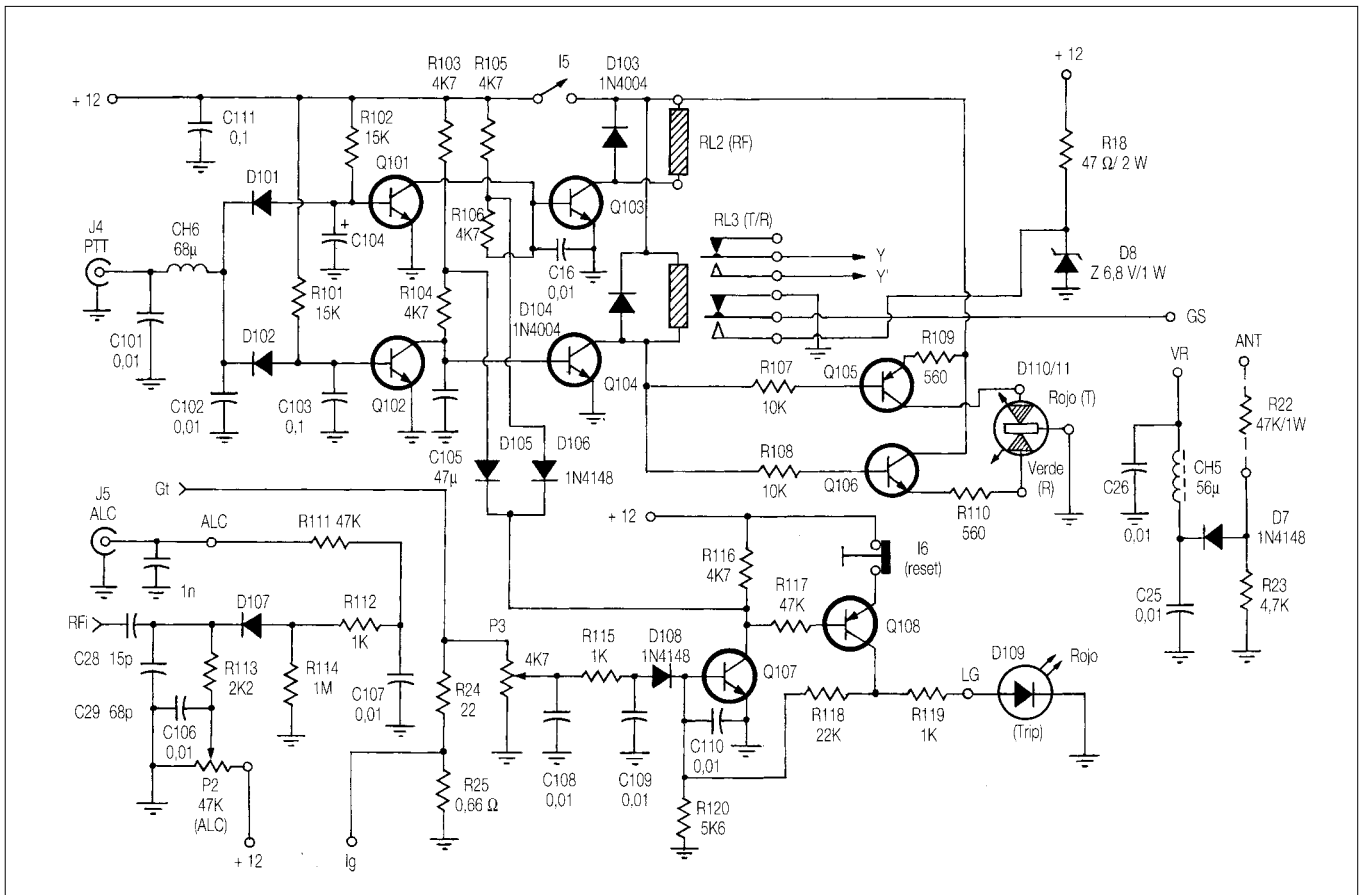 + 12
C111
0,1
R103
4K7
R105
4K7
I5
D103
1N4004
RL2 (RF)
+ 12
R18
47 Ω/ 2 W
D8
Z 6,8 V/1 W
R102
15K
D101
Q101
+
C104
J4
PTT
CH6
68µ
C101
0,01
R101
15K
D102
C102
0,01
C103
0,1
Q102
R106
4K7
R104
4K7
Q103
C16
0,01
D104
1N4004
Q104
RL3 (T/R)
Y
Y'
GS
C105
47µ
D105
D106
1N4148
R107
10K
R108
10K
Q105
R109
560
Q106
R110
560
D110/11
Rojo (T)
Verde
(R)
VR
ANT
R22
47K/1W
C26
0,01
CH5
56µ
D7
1N4148
C25
0,01
R23
4,7K
Gt
J5
ALC
ALC
R111 47K
1n
RFi
C28 15p
D107
R112
1K
R113
2K2
R114
1M
C107
0,01
C29 68p
C106
0,01
P2
47K
(ALC)
+ 12
Ig
R24
22
R25
0,66 Ω
P3
4K7
R115
1K
C108
0,01
C109
0,01
D108
1N4148
+ 12
R116
4K7
R117
47K
I6
(reset)
Q108
Q107
C110
0,01
R120
5K6
R118
22K
R119
1K
LG
D109
Rojo
(Trip)